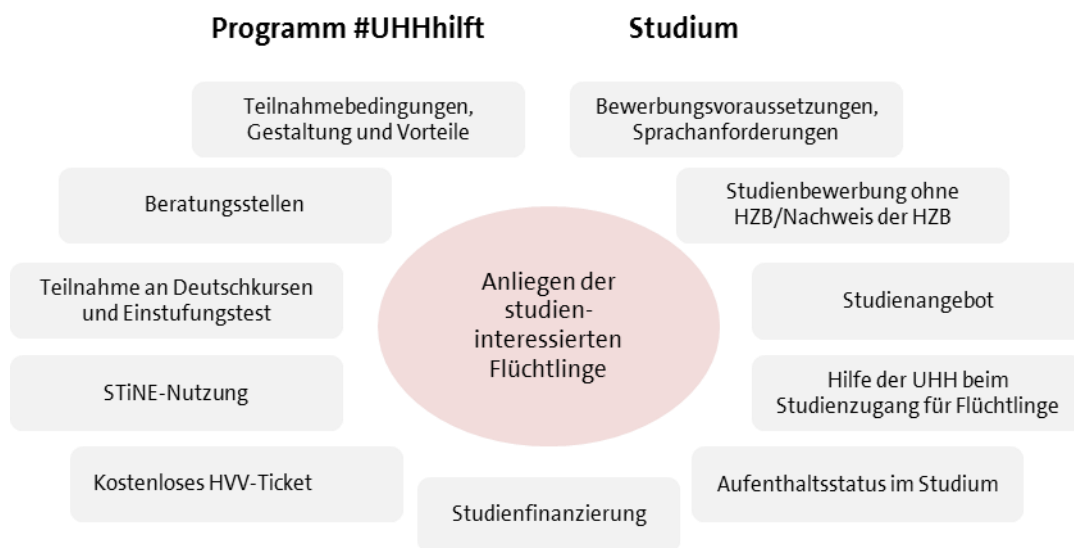 Programm #UHHhilft
Teilnahmebedingungen,
Gestaltung und Vorteile
Beratungsstellen
Teilnahme an Deutschkursen
und Einstufungstest
STiNE-Nutzung
Kostenloses HVV-Ticket
Anliegen der
studien-
interessierten
Flüchtlinge
Studienfinanzierung
Studium
Bewerbungsvoraussetzungen,
Sprachanforderungen
Studienbewerbung ohne
HZB/Nachweis der HZB
Studienangebot
Hilfe der UHH beim
Studienzugang für Flüchtlinge
Aufenthaltsstatus im Studium